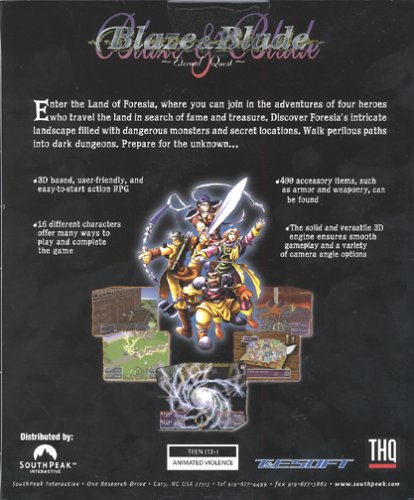 Blaze & Blade
~ Eternal Quest ~
Enter the Land of Foresia, where you can join in the adventures of four heroes
who travel the land in search of fame and treasure. Discover Foresia's intricate
landscape filled with dangerous monsters and secret locations. Walk perilous paths
into dark dungeons. Prepare for the unknown...
•3D based, user-friendly, and
easy-to-start action RPG
•16 different characters
offer many ways to
play and complete
the game
•400 accessory items, such
as armor and weaponry, can
be found
•The solid and versatile 3D
engine ensures smooth
gameplay and a variety
of camera angle options
Distributed by:
SOUTHPEAK
INTERACTIVE
TEEN (13+)
ANIMATED VIOLENCE
T&ESOFT
THQ
SouthPeak Interactive • One Research Drive • Cary, NC USA 27513 • tel 919-677-4499 • fax 919-677-3862 • www.southpeak.com